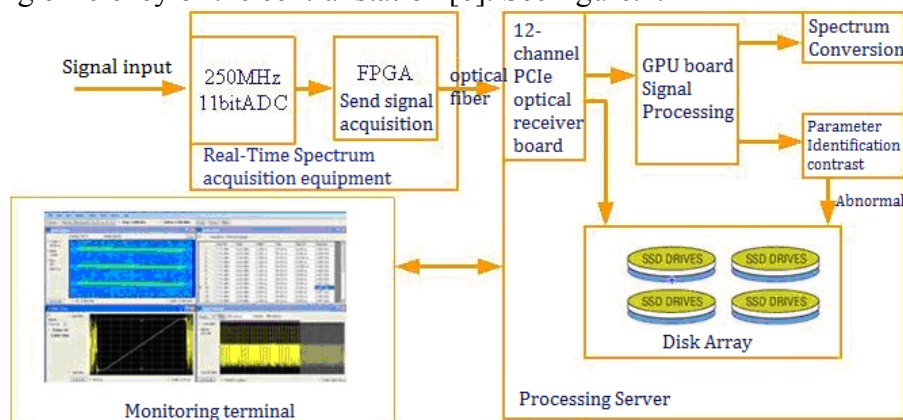 Signal input
250MHz
11bitADC
FPGA
Send signal
acquisition
Real-Time Spectrum
acquisition equipment
optical
fiber
12-
channel
PCIe
optical
receiver
board
GPU board
Signal
Processing
Spectrum
Conversion
Parameter
Identification
contrast
Abnormal
SSD DRIVES
SSD DRIVES
SSD DRIVES
SSD DRIVES
Disk Array
Processing Server
Monitoring terminal